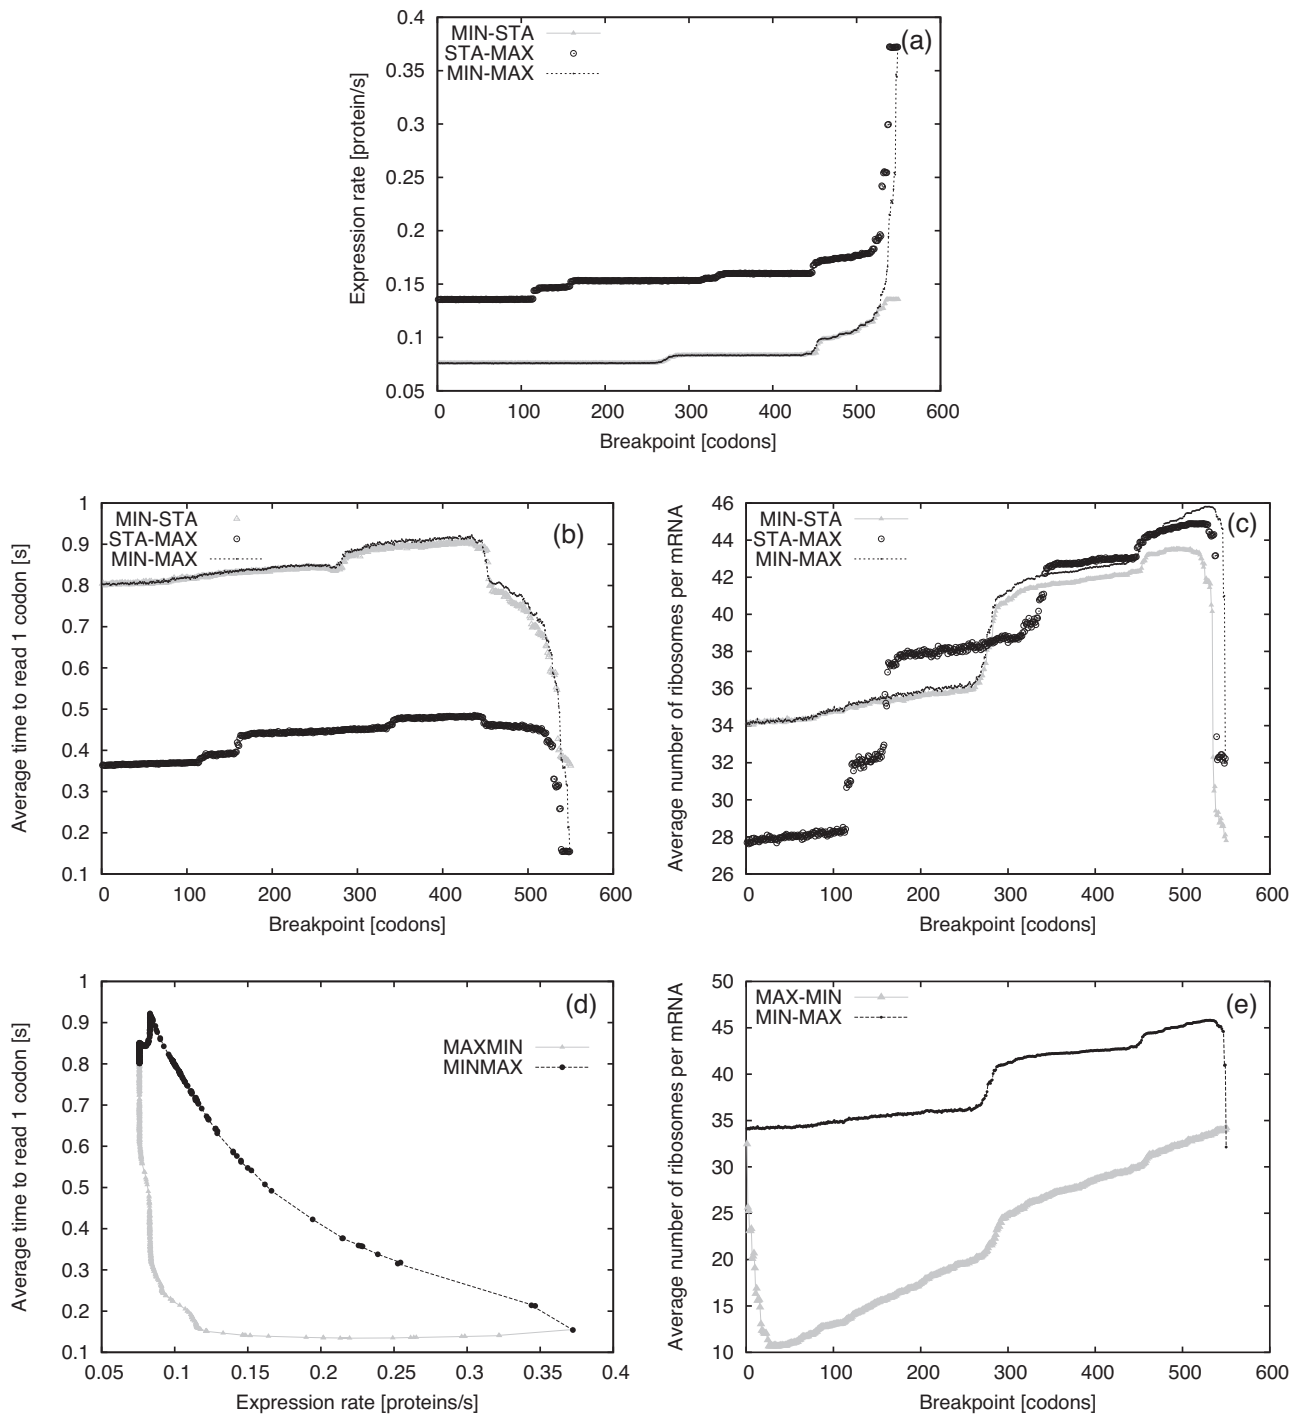 (a)
MIN-STA
STA-MAX
MIN-MAX
0.4
0.35
0.3
0.25
0.2
0.15
0.1
0.05
Expression rate [protein/s]
0 100 200 300 400 500 600
Breakpoint [codons]
(b)
MIN-STA
STA-MAX
MIN-MAX
1
0.9
0.8
0.7
0.6
0.5
0.4
0.3
0.2
0.1
Average time to read 1 codon [s]
0 100 200 300 400 500 600
Breakpoint [codons]
(c)
MIN-STA
STA-MAX
MIN-MAX
46
44
42
40
38
36
34
32
30
28
26
Average number of ribosomes per mRNA
0 100 200 300 400 500 600
Breakpoint [codons]
(d)
MAXMIN
MINMAX
1
0.9
0.8
0.7
0.6
0.5
0.4
0.3
0.2
0.1
Average time to read 1 codon [s]
0.05 0.1 0.15 0.2 0.25 0.3 0.35 0.4
Expression rate [proteins/s]
(e)
MAX-MIN
MIN-MAX
50
45
40
35
30
25
20
15
10
Average number of ribosomes per mRNA
0 100 200 300 400 500 600
Breakpoint [codons]